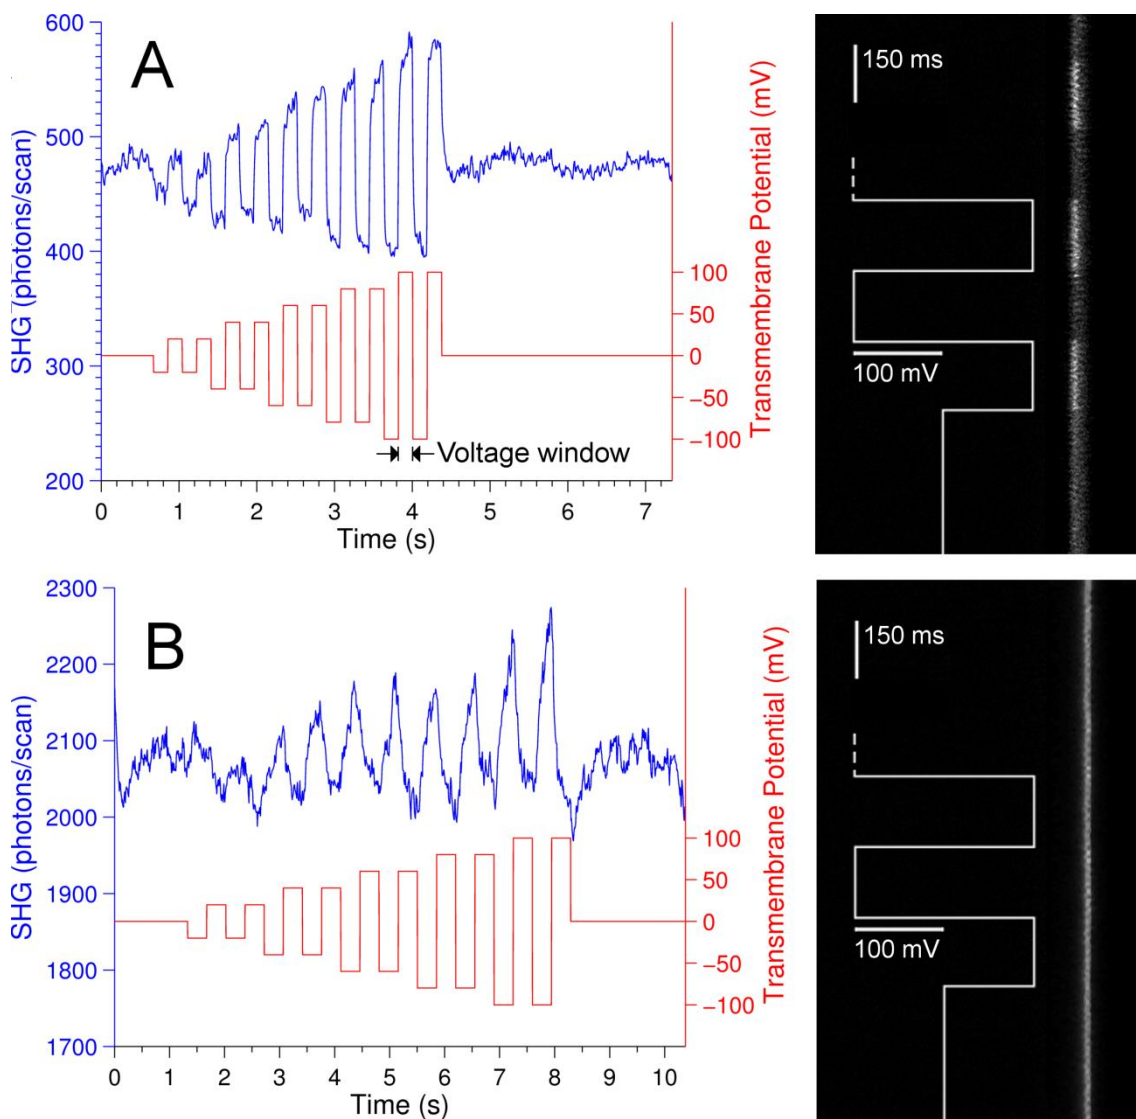 A
SHG (photons/scan)
600
500
400
300
200
100
50
0
−50
−100
Transmembrane Potential (mV)
Voltage window
0 1 2 3 4 5 6 7
Time (s)
150 ms
100 mV
B
SHG (photons/scan)
2300
2200
2100
2000
1900
1800
1700
100
50
0
−50
−100
Transmembrane Potential (mV)
0 1 2 3 4 5 6 7 8 9 10
Time (s)
150 ms
100 mV